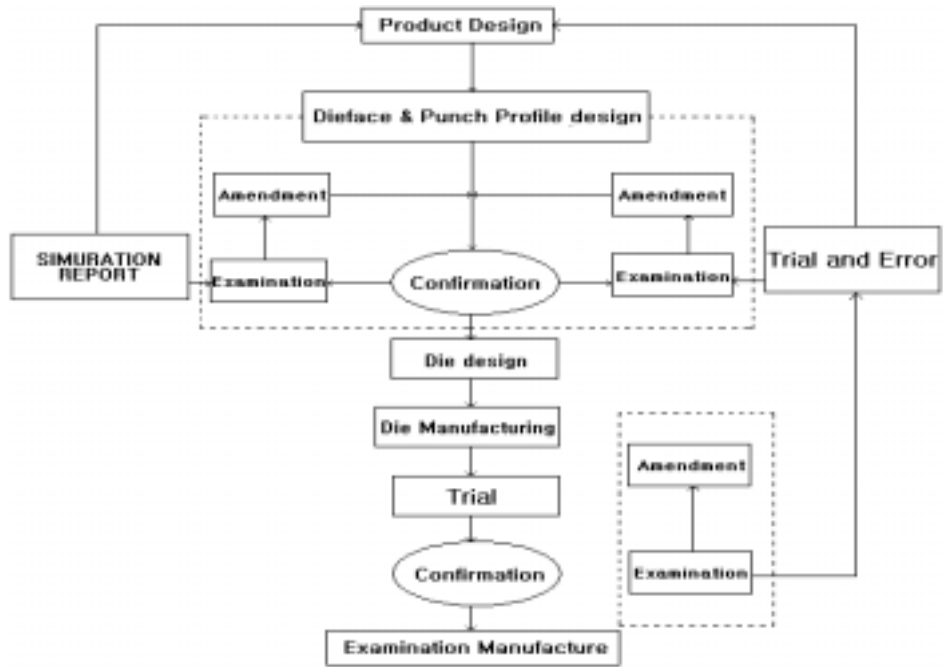 Product Design
Dieface & Punch Profile design
Amendment
Amendment
SIMURATION
REPORT
Examination
Confirmation
Examination
Trial and Error
Die design
Die Manufacturing
Amendment
Trial
Confirmation
Examination
Examination Manufacture